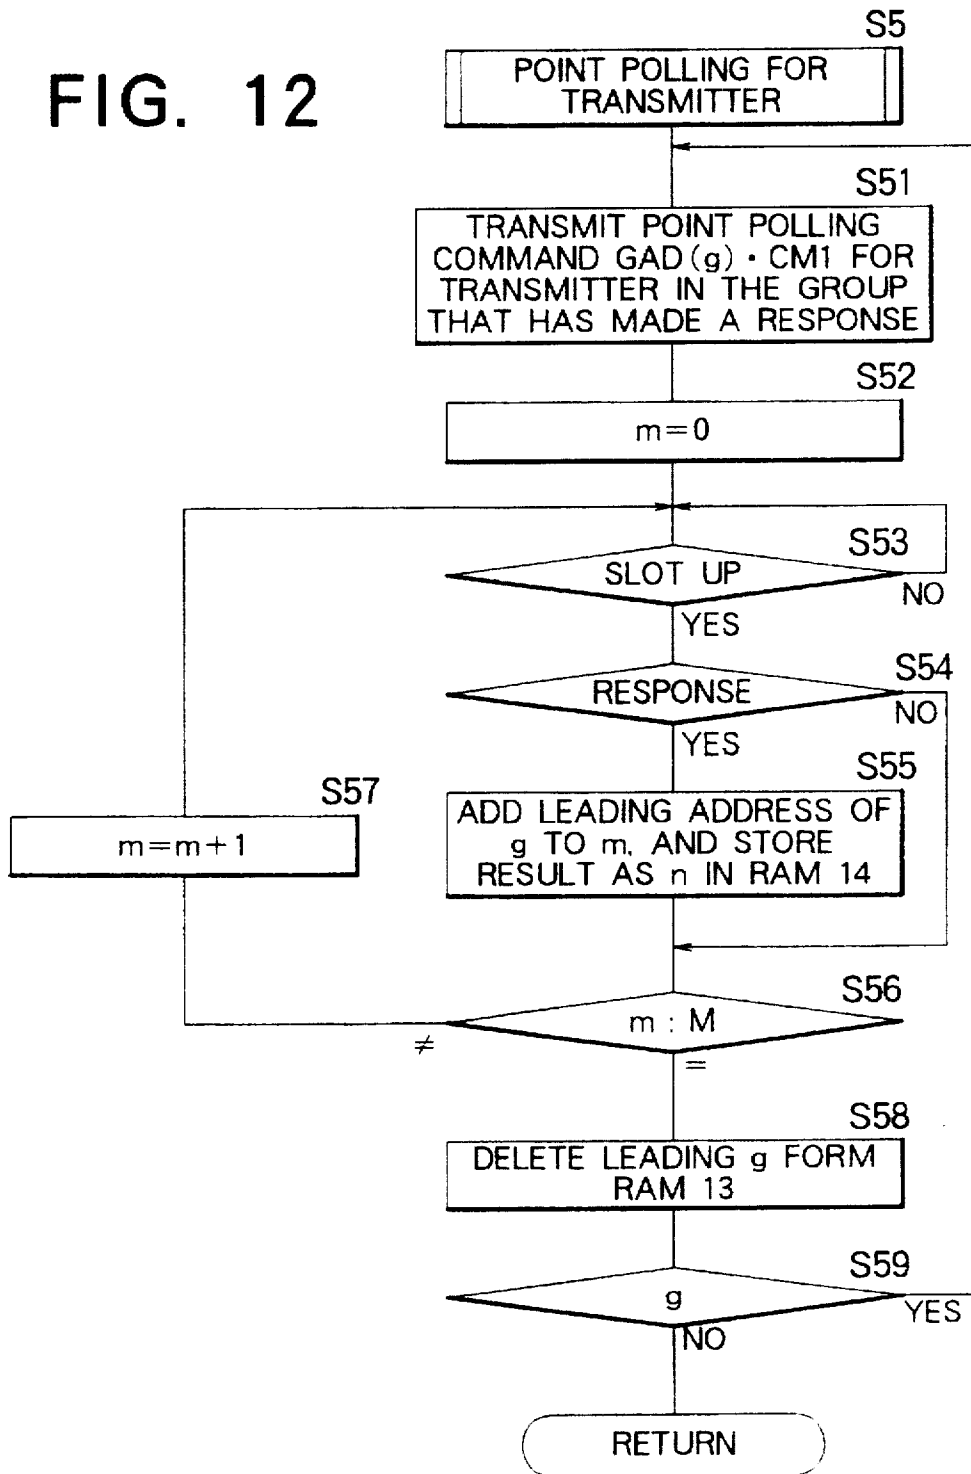 FIG. 12
S5
POINT POLLING FOR
TRANSMITTER
S51
TRANSMIT POINT POLLING
COMMAND GAD(g)・CM1 FOR
TRANSMITTER IN THE GROUP
THAT HAS MADE A RESPONSE
S52
m=0
S53
SLOT UP
NO
YES
S54
RESPONSE
NO
YES
S55
ADD LEADING ADDRESS OF
g TO m, AND STORE
RESULT AS n IN RAM 14
S57
m=m+1
S56
m : M
≠
=
S58
DELETE LEADING g FORM
RAM 13
S59
g
YES
NO
RETURN